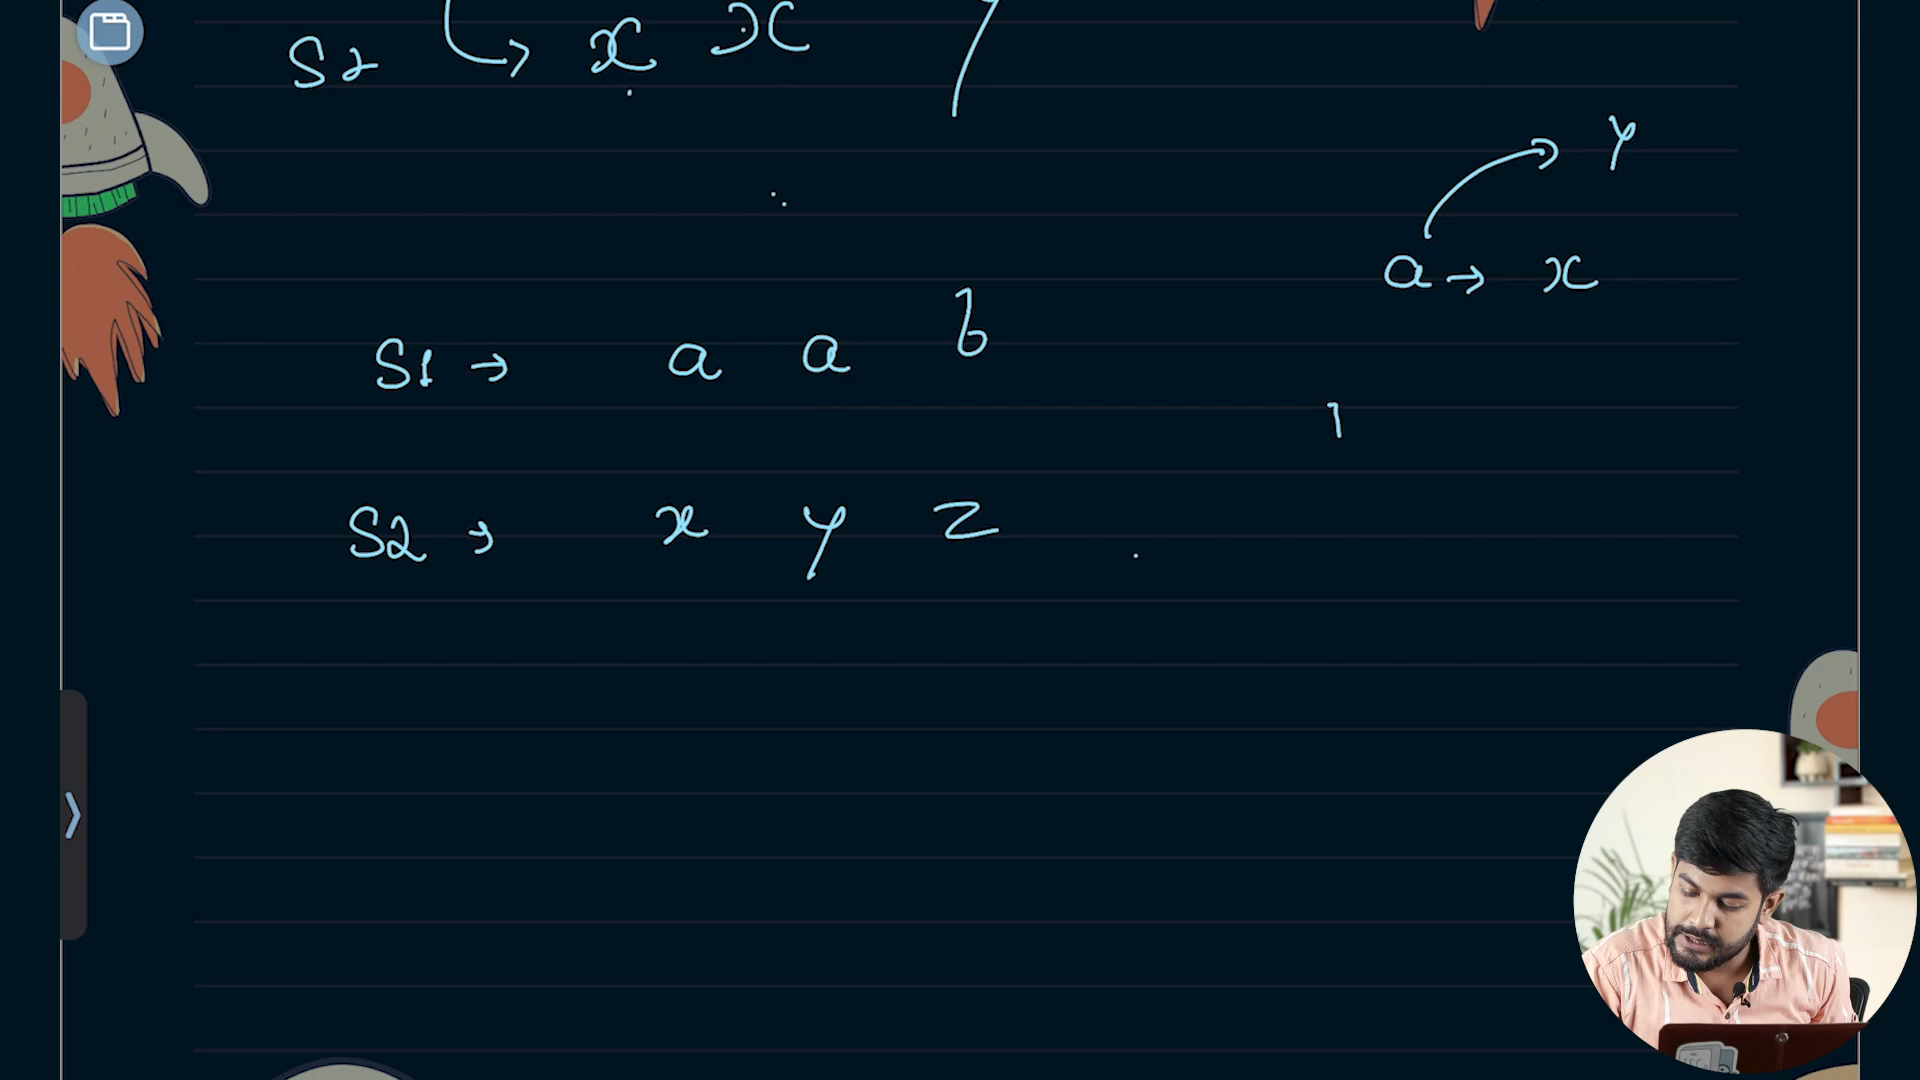 S2 x x y
y
a → x
S1 → a a b
1
S2 → x y z